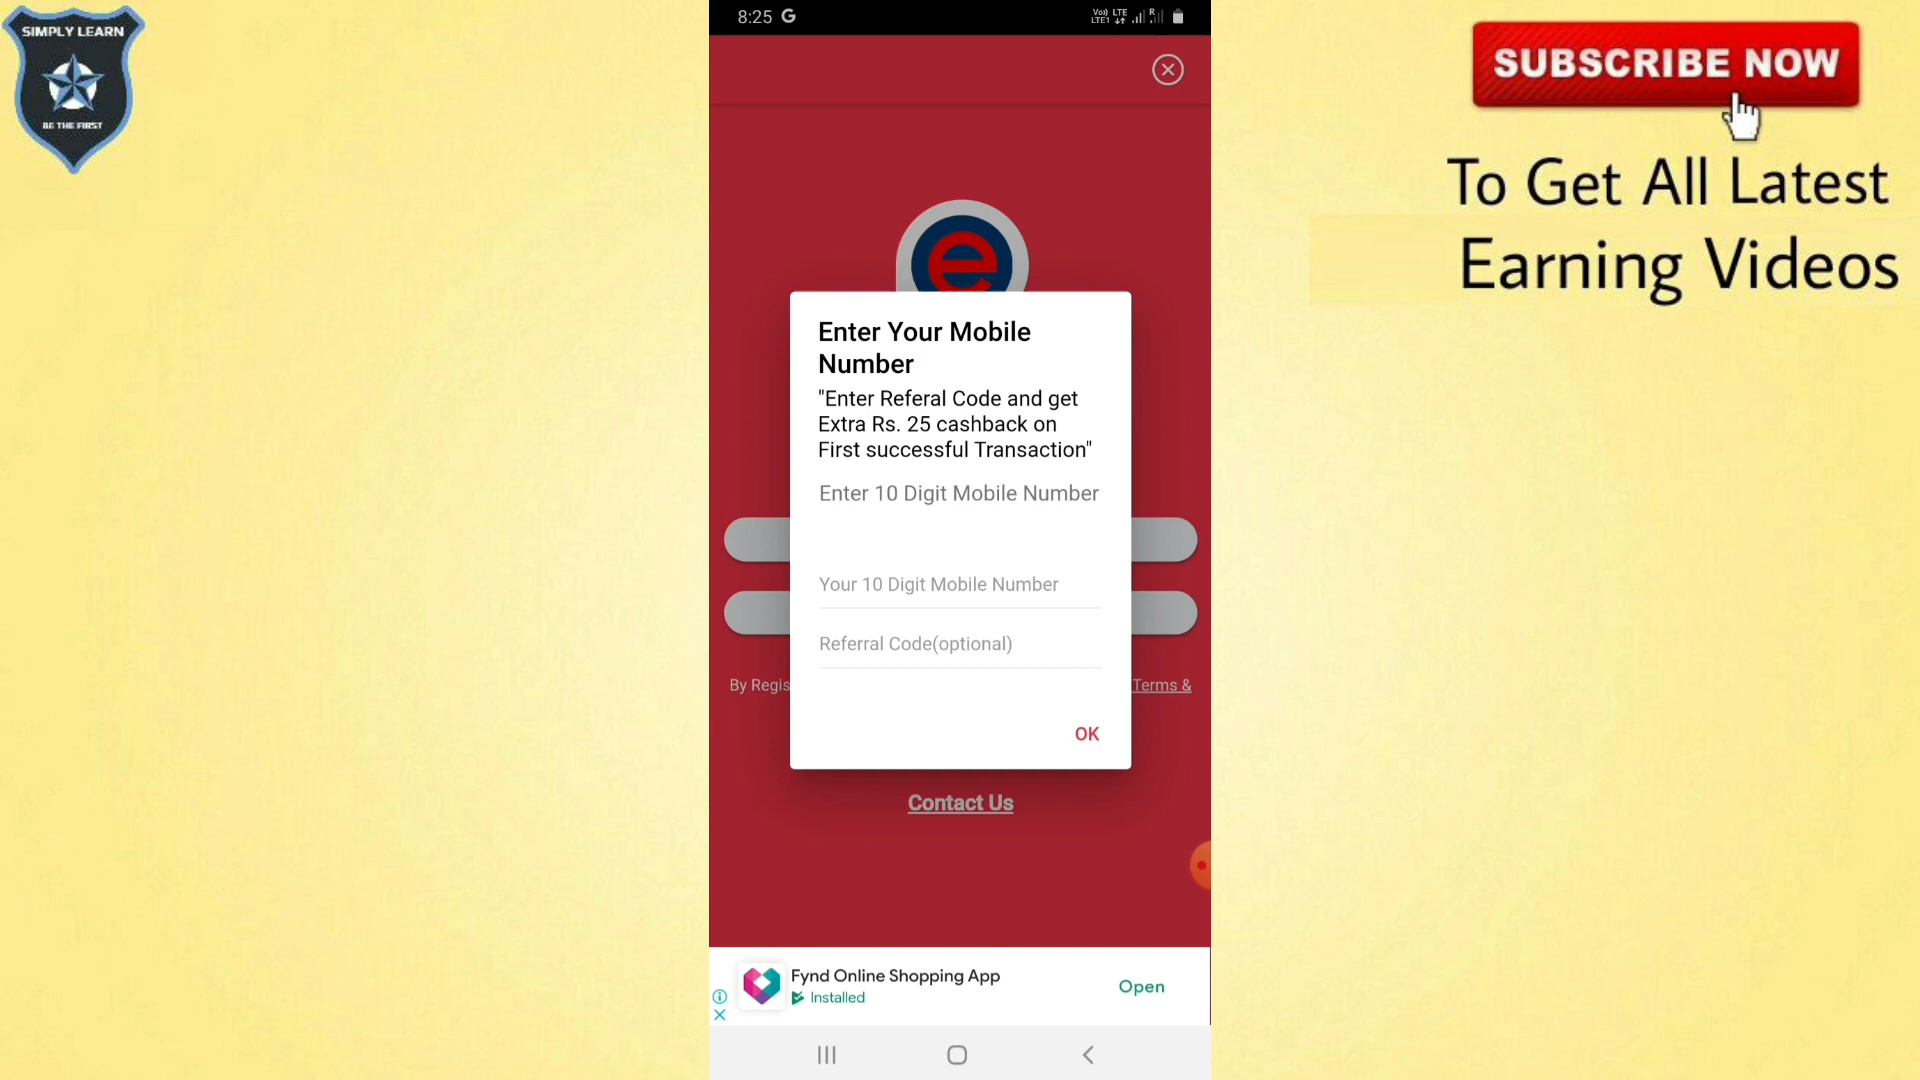 SIMPLY LEARN
BE THE FIRST
8:25 G
Vo)) LTE
LTE1
R
SUBSCRIBE NOW
To Get All Latest
Earning Videos
e
Enter Your Mobile
Number
"Enter Referal Code and get
Extra Rs. 25 cashback on
First successful Transaction"
Enter 10 Digit Mobile Number
Your 10 Digit Mobile Number
Referral Code(optional)
By Regis
Terms &
OK
Contact Us
Fynd Online Shopping App
Installed
Open